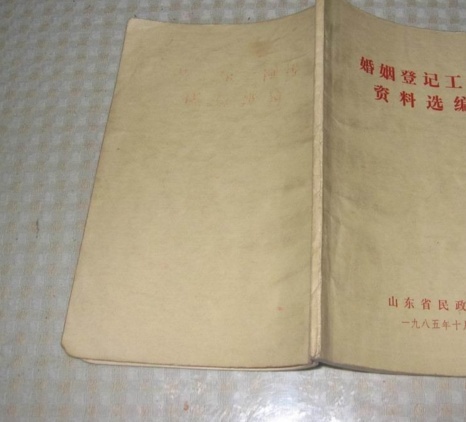 婚姻登记工
资料选编
山东省民政
一九八五年十月